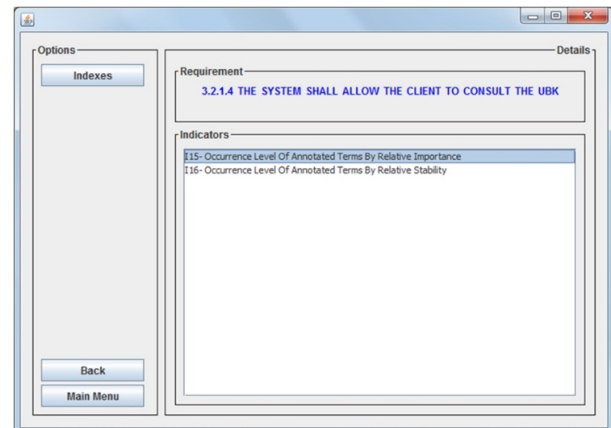 Options
Details
Indexes
Requirement
3.2.1.4 THE SYSTEM SHALL ALLOW THE CLIENT TO CONSULT THE UBK
Indicators
I15- Occurrence Level Of Annotated Terms By Relative Importance
I16- Occurrence Level Of Annotated Terms By Relative Stability
Back
Main Menu